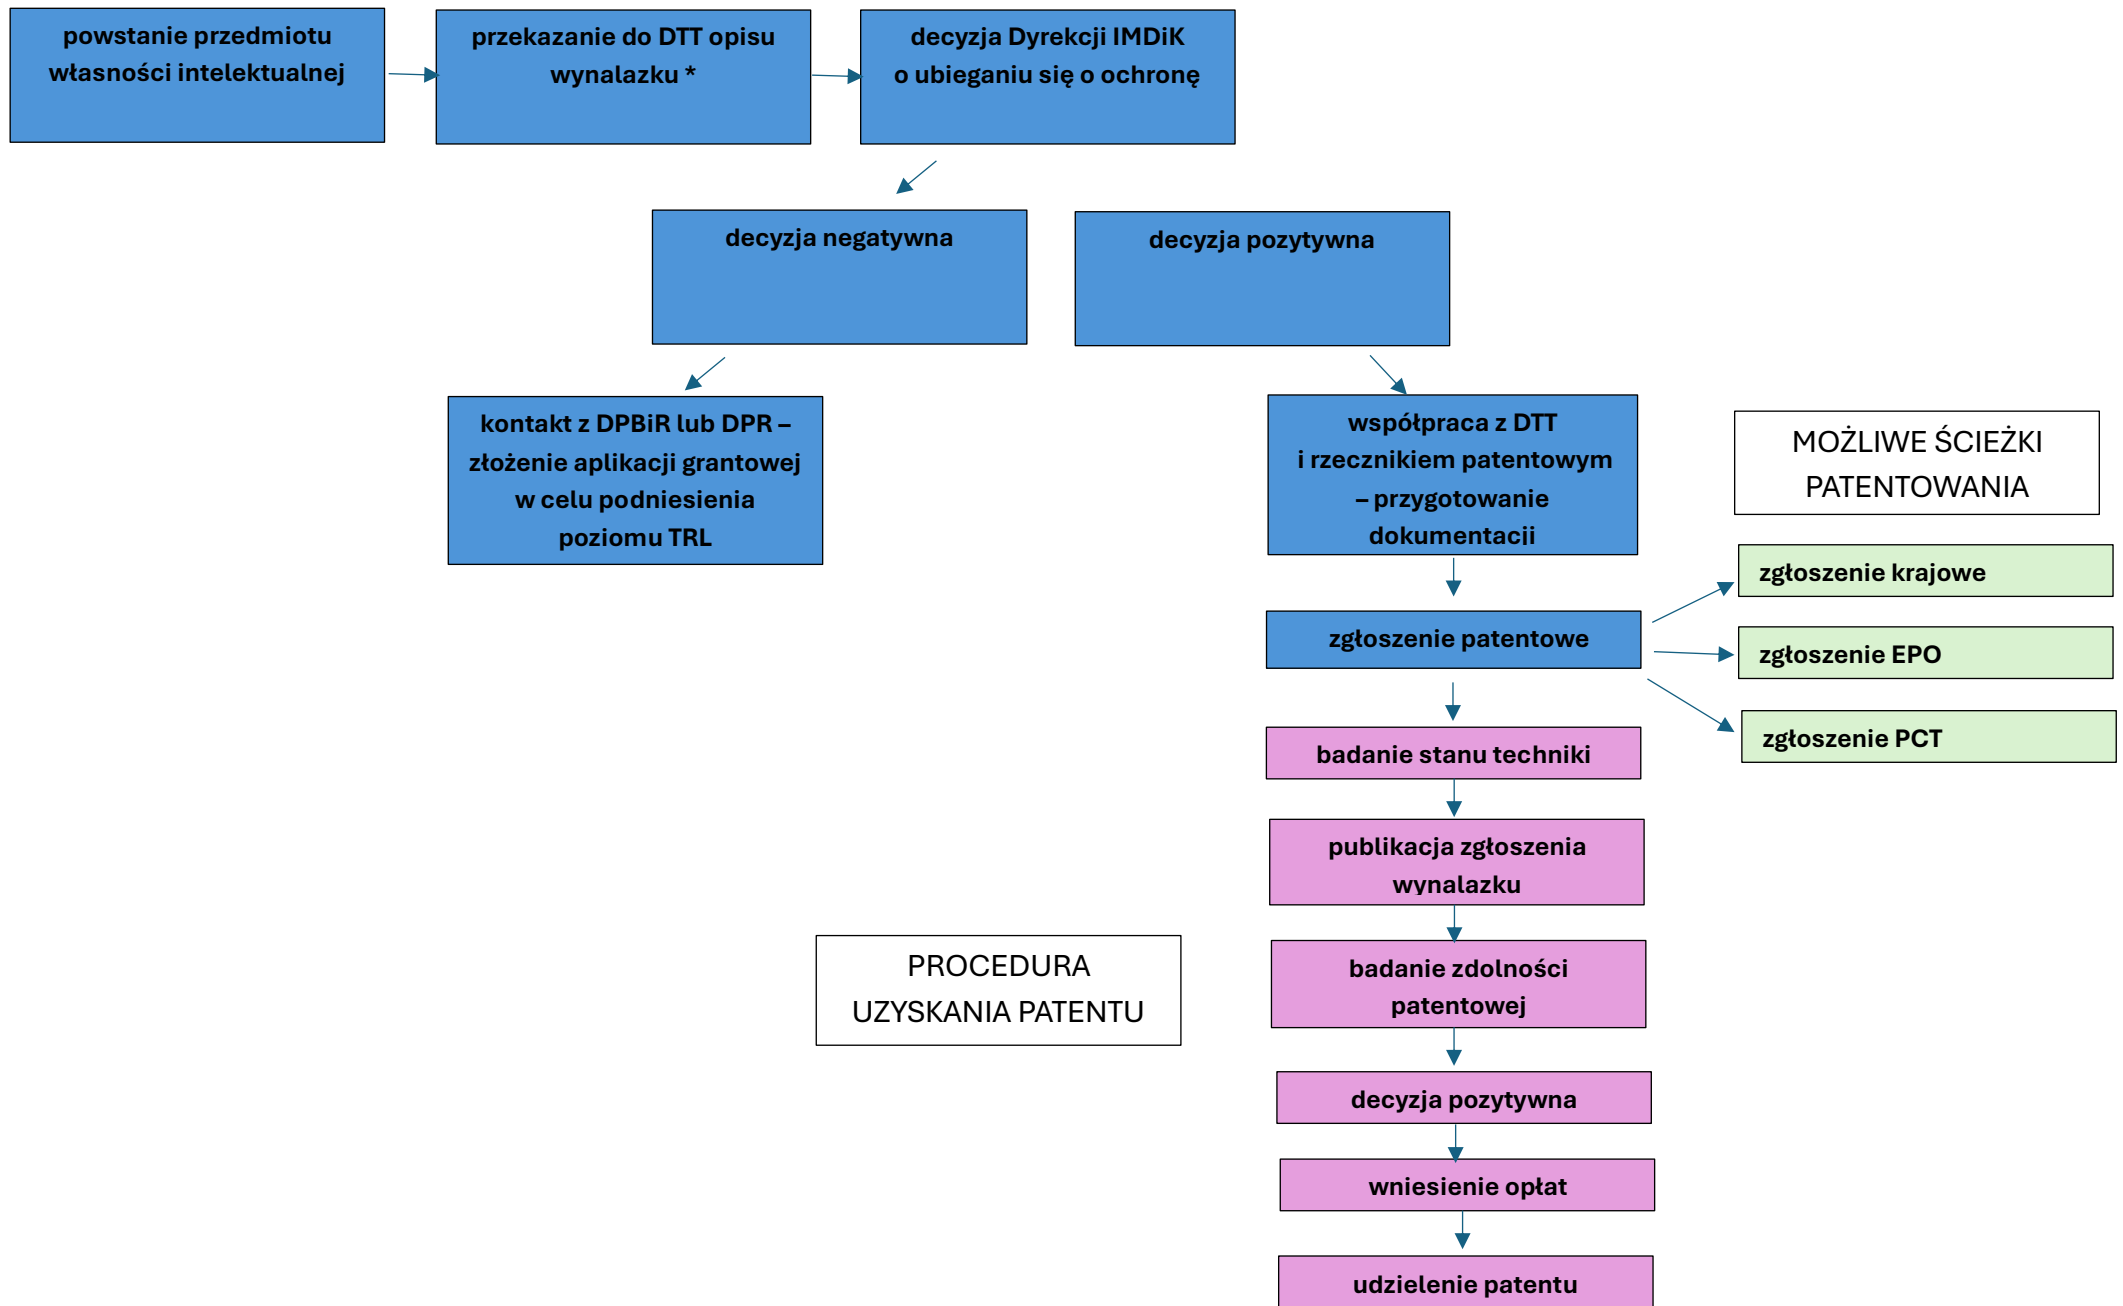 powstanie przedmiotu
własności intelektualnej
przekazanie do DTT opisu
wynalazku *
decyzja Dyrekcji IMDiK
o ubieganiu się o ochronę
decyzja negatywna
decyzja pozytywna
kontakt z DPBiR lub DPR –
złożenie aplikacji grantowej
w celu podniesienia
poziomu TRL
współpraca z DTT
i rzecznikiem patentowym
– przygotowanie
dokumentacji
MOŻLIWE ŚCIEŻKI
PATENTOWANIA
zgłoszenie krajowe
zgłoszenie patentowe
zgłoszenie EPO
zgłoszenie PCT
badanie stanu techniki
publikacja zgłoszenia
wynalazku
PROCEDURA
UZYSKANIA PATENTU
badanie zdolności
patentowej
decyzja pozytywna
wniesienie opłat
udzielenie patentu